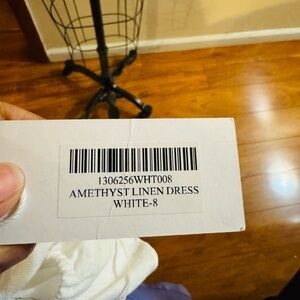 1306256WHT008
AMETHYST LINEN DRESS
WHITE-8